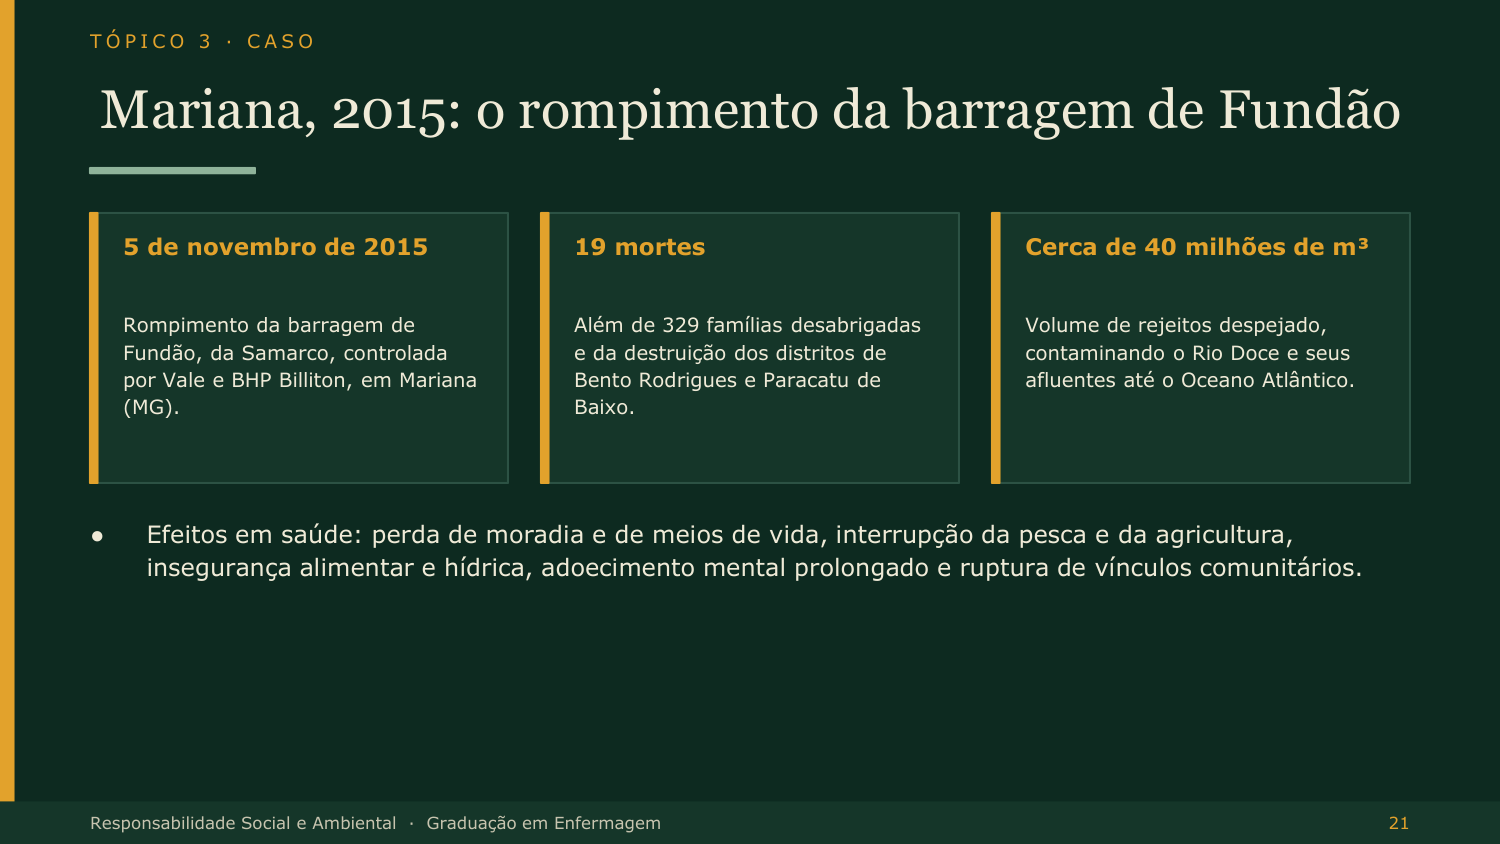 TÓPICO 3 · CASO
Mariana, 2015: o rompimento da barragem de Fundão
5 de novembro de 2015
Rompimento da barragem de
Fundão, da Samarco, controlada
por Vale e BHP Billiton, em Mariana
(MG).
19 mortes
Além de 329 famílias desabrigadas
e da destruição dos distritos de
Bento Rodrigues e Paracatu de
Baixo.
Cerca de 40 milhões de m³
Volume de rejeitos despejado,
contaminando o Rio Doce e seus
afluentes até o Oceano Atlântico.
● Efeitos em saúde: perda de moradia e de meios de vida, interrupção da pesca e da agricultura,
insegurança alimentar e hídrica, adoecimento mental prolongado e ruptura de vínculos comunitários.
Responsabilidade Social e Ambiental · Graduação em Enfermagem
21